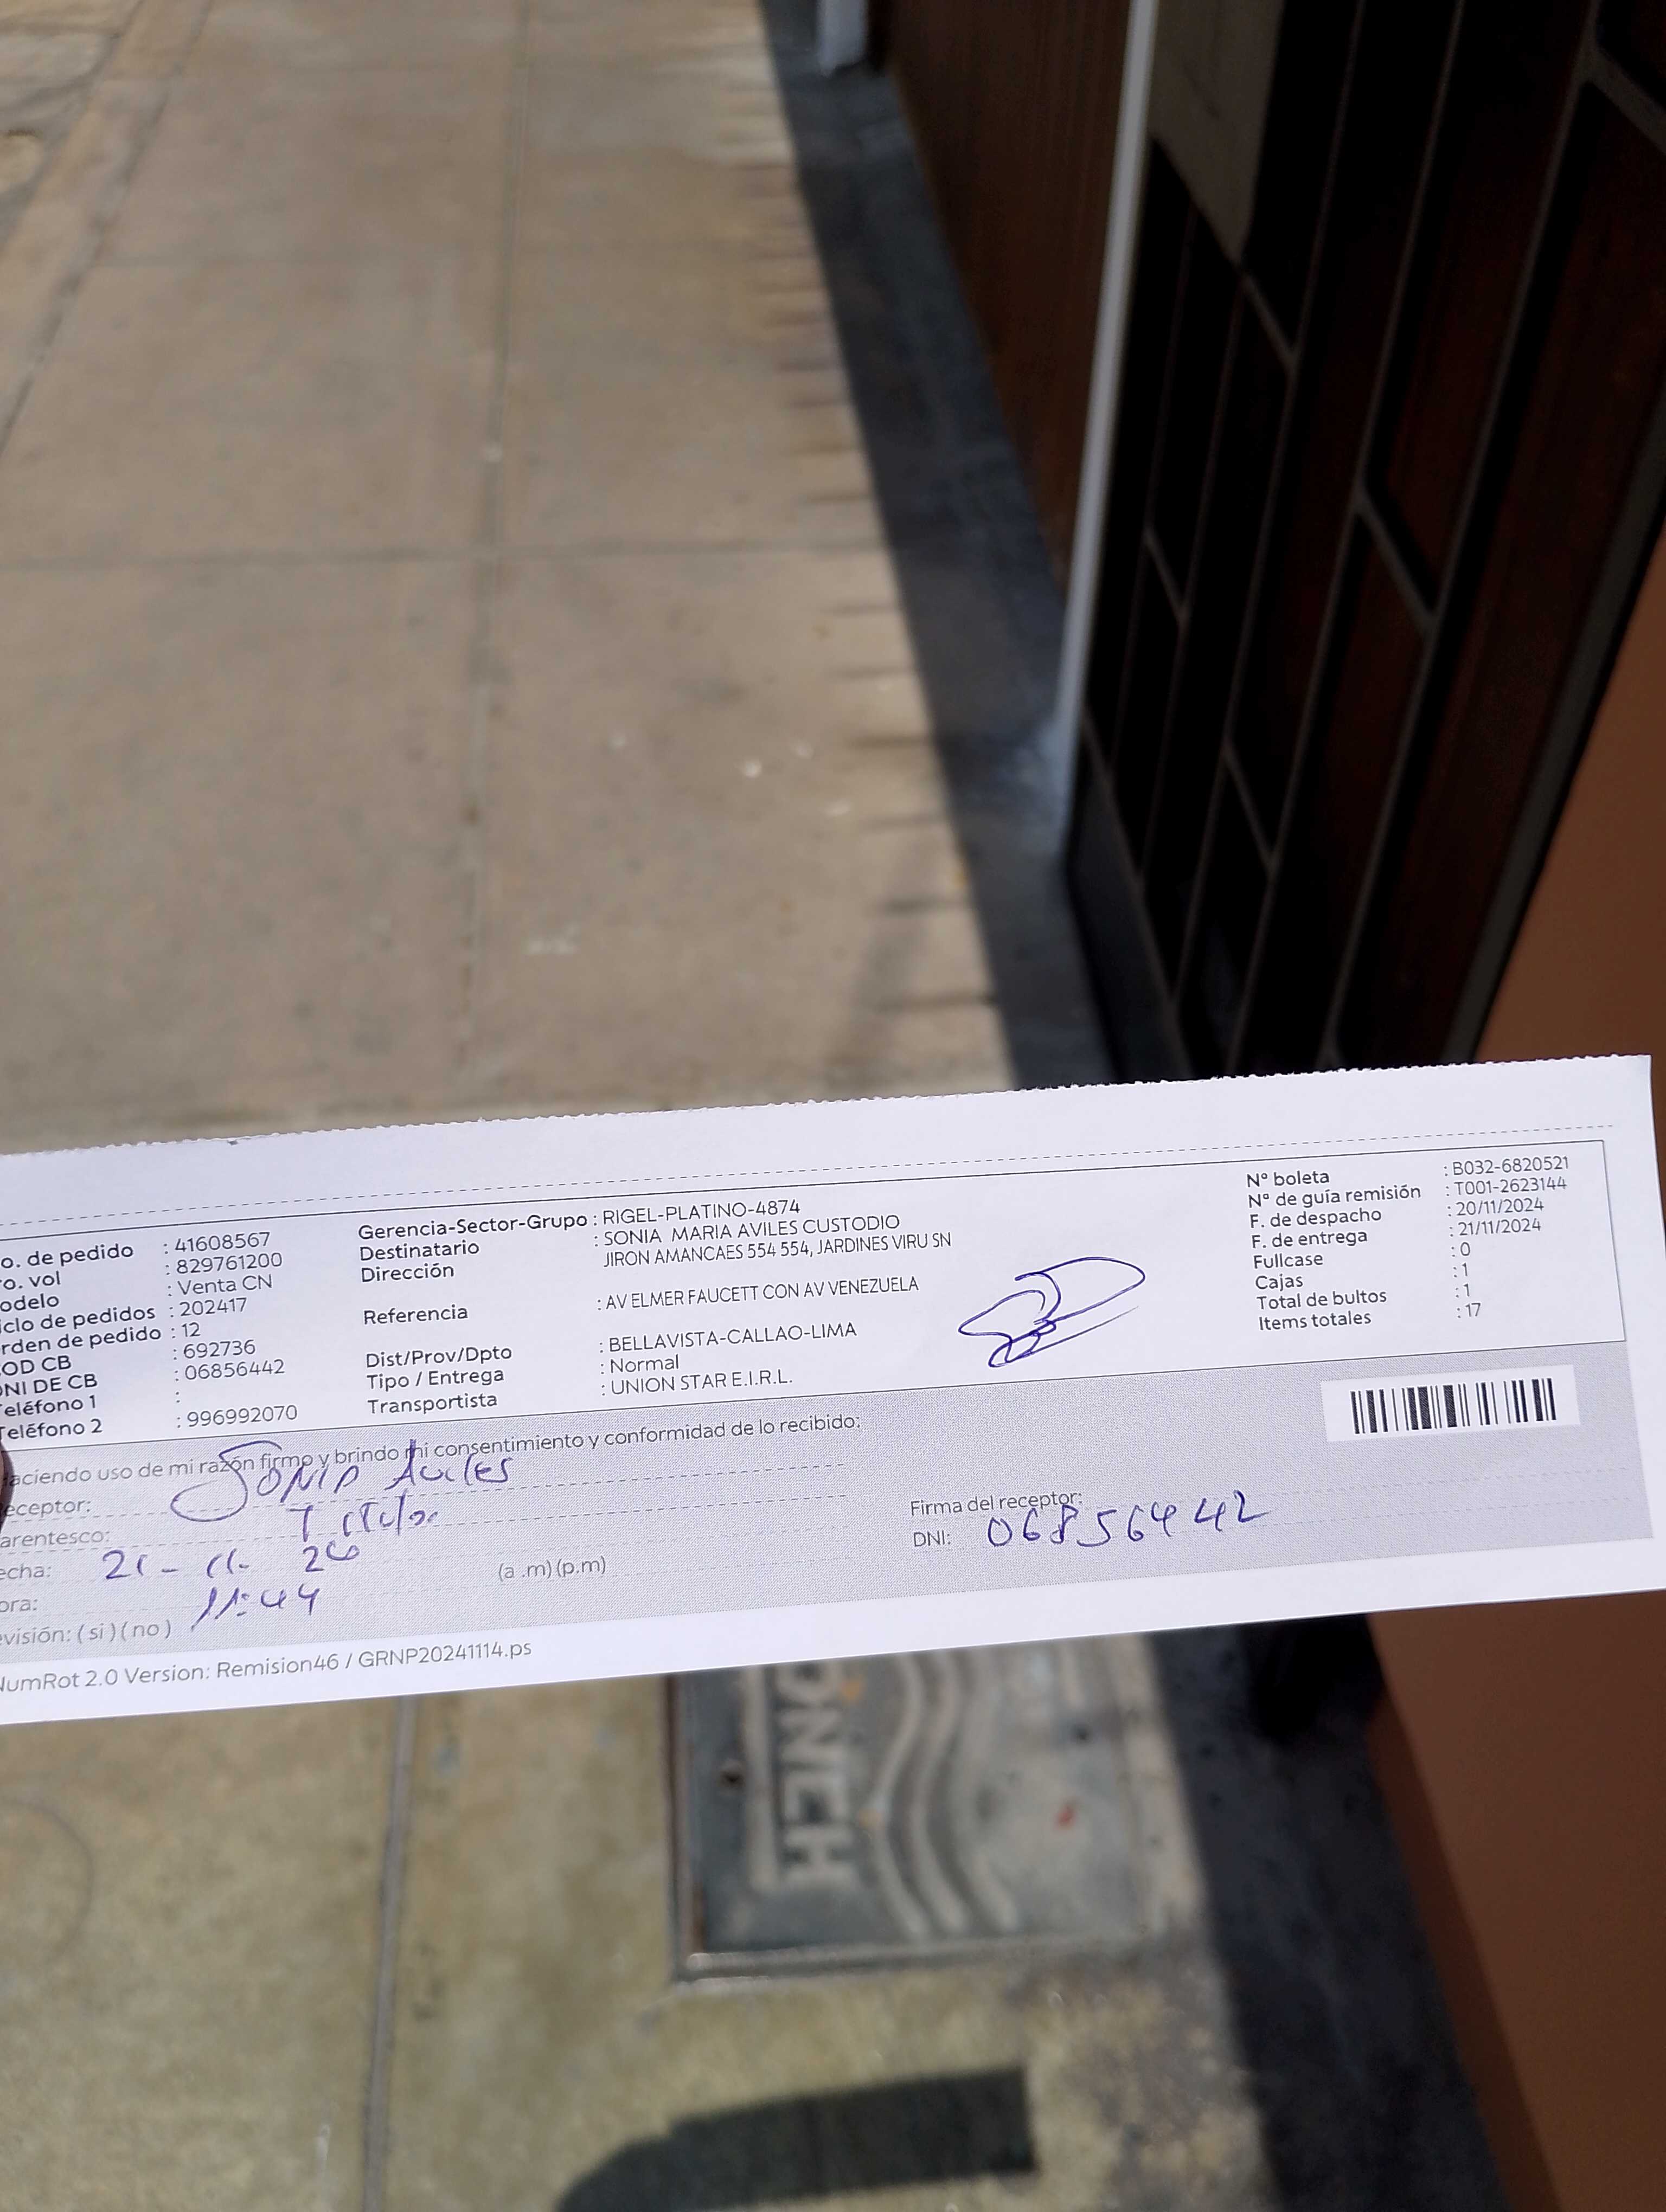 o. de pedido : 41608567
ro. vol : 829761200
odelo : Venta CN
iclo de pedidos : 202417
rden de pedido : 12
OD CB : 692736
NI DE CB : 06856442
eléfono 1 :
Teléfono 2 : 996992070
Gerencia-Sector-Grupo : RIGEL-PLATINO-4874
Destinatario : SONIA MARIA AVILES CUSTODIO
Dirección JIRON AMANCAES 554 554, JARDINES VIRU SN
Referencia : AV ELMER FAUCETT CON AV VENEZUELA
Dist/Prov/Dpto : BELLAVISTA-CALLAO-LIMA
Tipo / Entrega : Normal
Transportista : UNION STAR E.I.R.L.
Nº boleta : B032-6820521
Nº de guía remisión : T001-2623144
F. de despacho : 20/11/2024
F. de entrega : 21/11/2024
Fullcase : 0
Cajas : 1
Total de bultos : 1
Items totales : 17
aciendo uso de mi razón firmo y brindo mi consentimiento y conformidad de lo recibido:
eceptor: SONIA Aviles
arentesco: Titular
echa: 21-11-24
ora: 11:44 (a .m) (p.m)
evisión: ( si ) ( no )
Firma del receptor:
DNI: 06856442
NumRot 2.0 Version: Remision46 / GRNP20241114.ps
ONECH